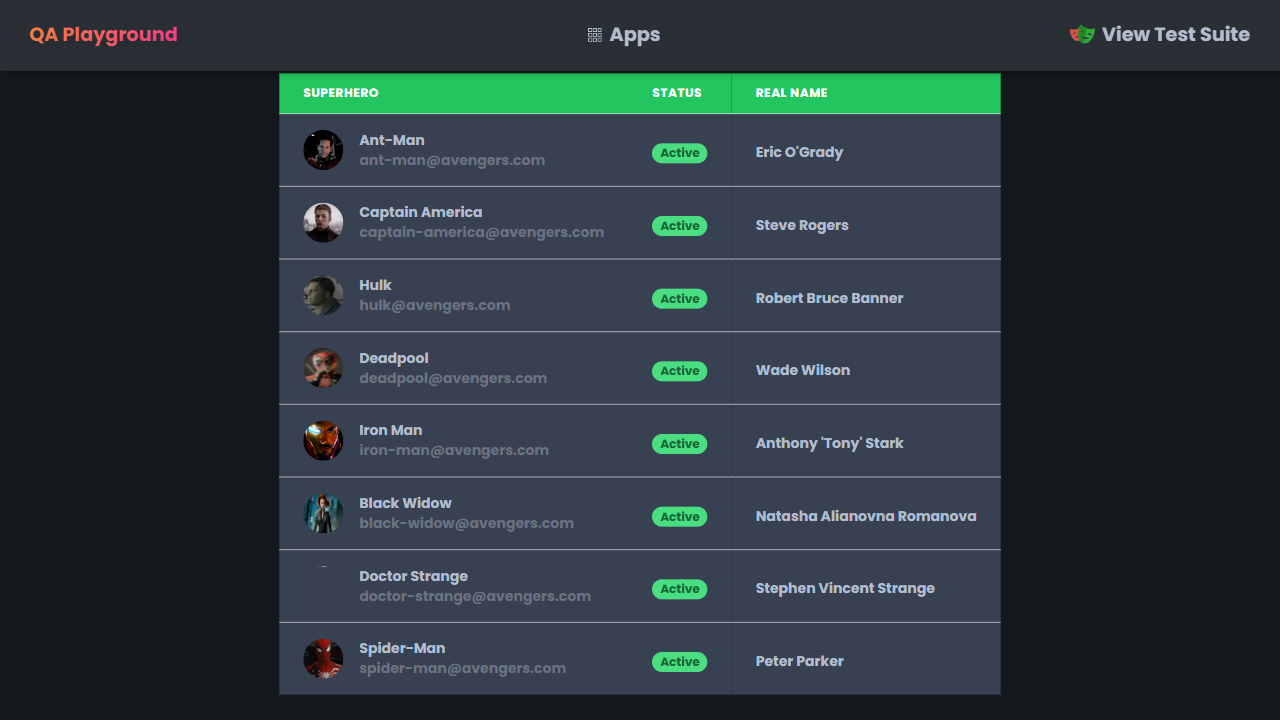 QA Playground
Apps
View Test Suite
SUPERHERO STATUS REAL NAME
Ant-Man
ant-man@avengers.com
Active
Eric O'Grady
Captain America
captain-america@avengers.com
Active
Steve Rogers
Hulk
hulk@avengers.com
Active
Robert Bruce Banner
Deadpool
deadpool@avengers.com
Active
Wade Wilson
Iron Man
iron-man@avengers.com
Active
Anthony 'Tony' Stark
Black Widow
black-widow@avengers.com
Active
Natasha Alianovna Romanova
Doctor Strange
doctor-strange@avengers.com
Active
Stephen Vincent Strange
Spider-Man
spider-man@avengers.com
Active
Peter Parker